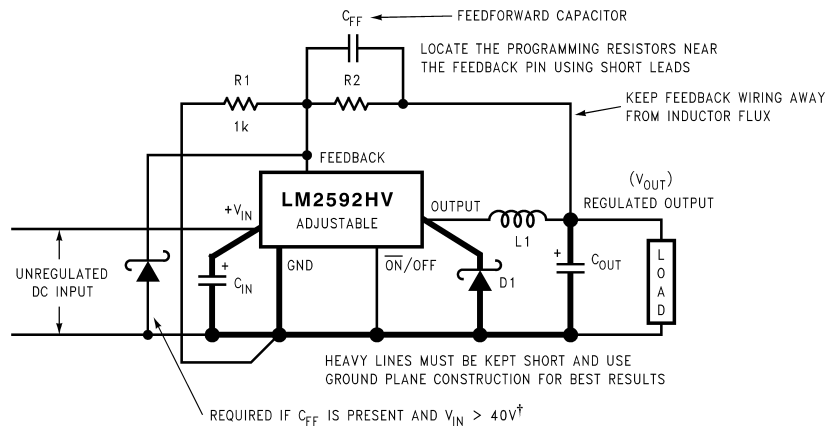 C_FF
FEEDFORWARD CAPACITOR
LOCATE THE PROGRAMMING RESISTORS NEAR
THE FEEDBACK PIN USING SHORT LEADS
R1
R2
1k
KEEP FEEDBACK WIRING AWAY
FROM INDUCTOR FLUX
FEEDBACK
LM2592HV
ADJUSTABLE
+V_IN
OUTPUT
(V_OUT)
REGULATED OUTPUT
L1
UNREGULATED
DC INPUT
+
C_IN
GND
O̅N̅/OFF
D1
+
C_OUT
LOAD
HEAVY LINES MUST BE KEPT SHORT AND USE
GROUND PLANE CONSTRUCTION FOR BEST RESULTS
REQUIRED IF C_FF IS PRESENT AND V_IN > 40V†